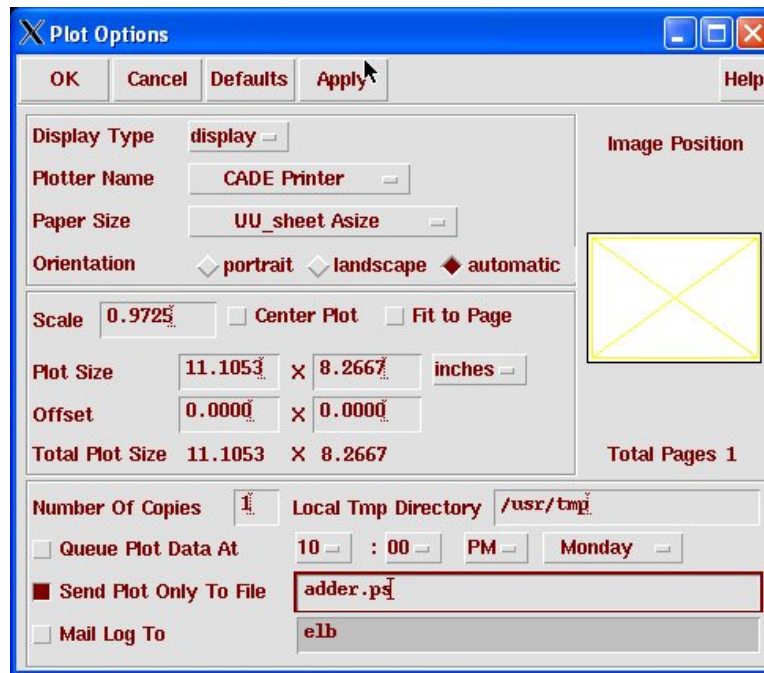 Plot Options
OK Cancel Defaults Apply Help
Display Type display
Plotter Name CADE Printer
Paper Size UU_sheet Asize
Orientation portrait landscape automatic
Image Position
Scale 0.9725 Center Plot Fit to Page
Plot Size 11.1053 X 8.2667 inches
Offset 0.0000 X 0.0000
Total Plot Size 11.1053 X 8.2667
Total Pages 1
Number Of Copies 1 Local Tmp Directory /usr/tmp
Queue Plot Data At 10 : 00 PM Monday
Send Plot Only To File adder.ps
Mail Log To elb